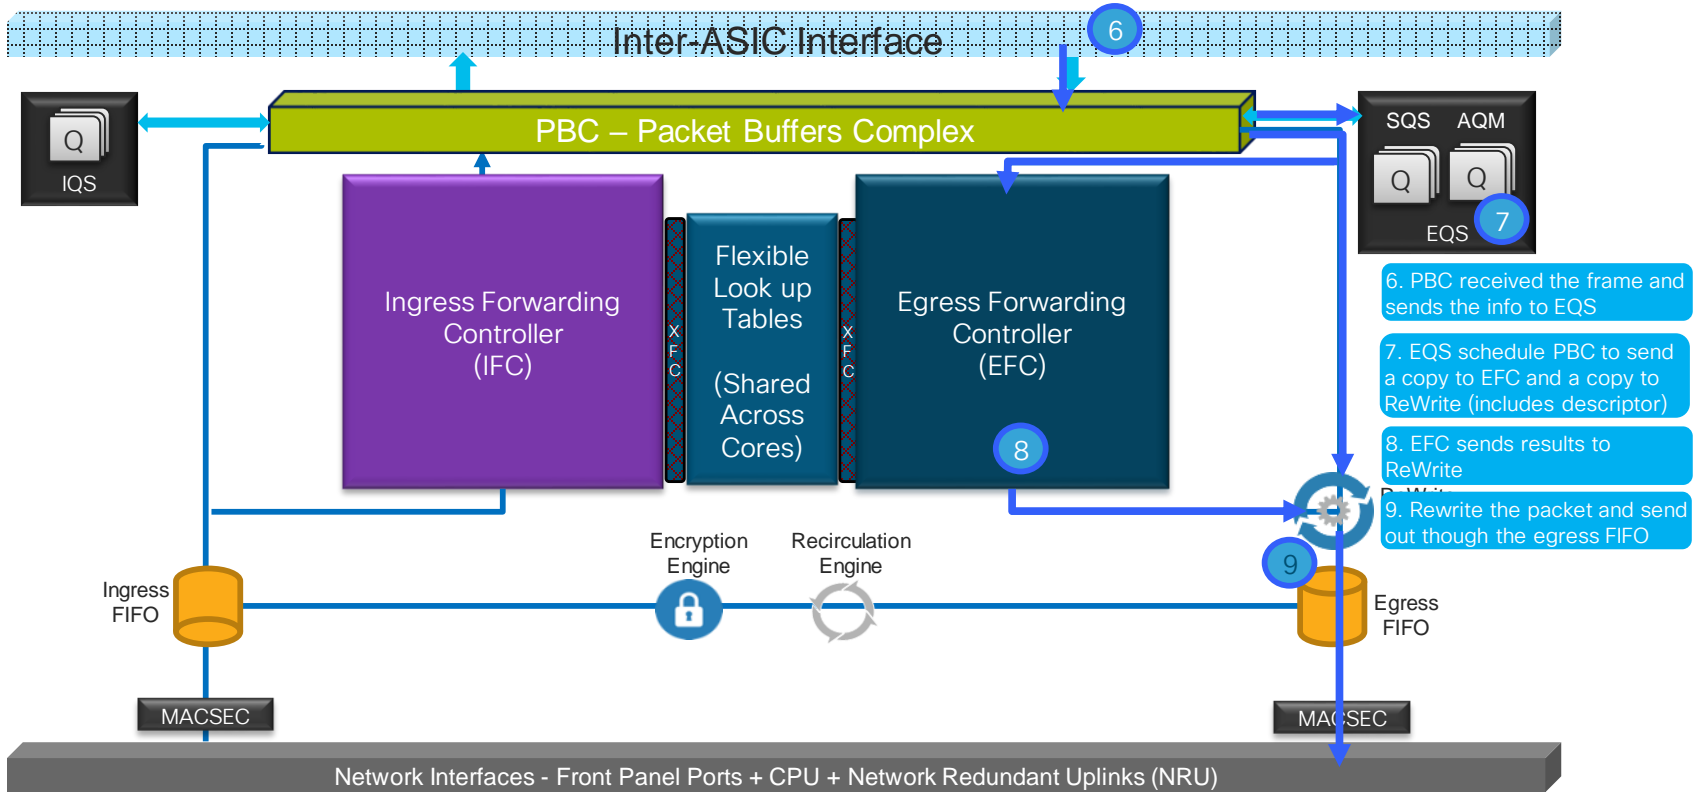 Inter-ASIC Interface
6
PBC – Packet Buffers Complex
Q
IQS
SQS AQM
Q
Q
7
EQS
Ingress Forwarding
Controller
(IFC)
X
F
C
Flexible
Look up
Tables
(Shared
Across
Cores)
X
F
C
Egress Forwarding
Controller
(EFC)
8
6. PBC received the frame and
sends the info to EQS
7. EQS schedule PBC to send
a copy to EFC and a copy to
ReWrite (includes descriptor)
8. EFC sends results to
ReWrite
9. Rewrite the packet and send
out though the egress FIFO
9
Encryption
Engine
Recirculation
Engine
Ingress
FIFO
Egress
FIFO
MACSEC
MACSEC
Network Interfaces - Front Panel Ports + CPU + Network Redundant Uplinks (NRU)